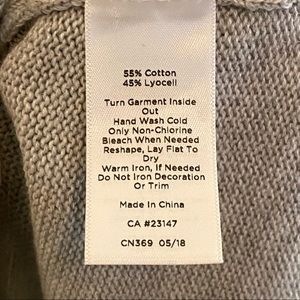 55% Cotton
45% Lyocell
Turn Garment Inside
Out
Hand Wash Cold
Only Non-Chlorine
Bleach When Needed
Reshape, Lay Flat To
Dry
Warm Iron, if Needed
Do Not Iron Decoration
Or Trim
Made in China
CA #23147
CN369 05/18